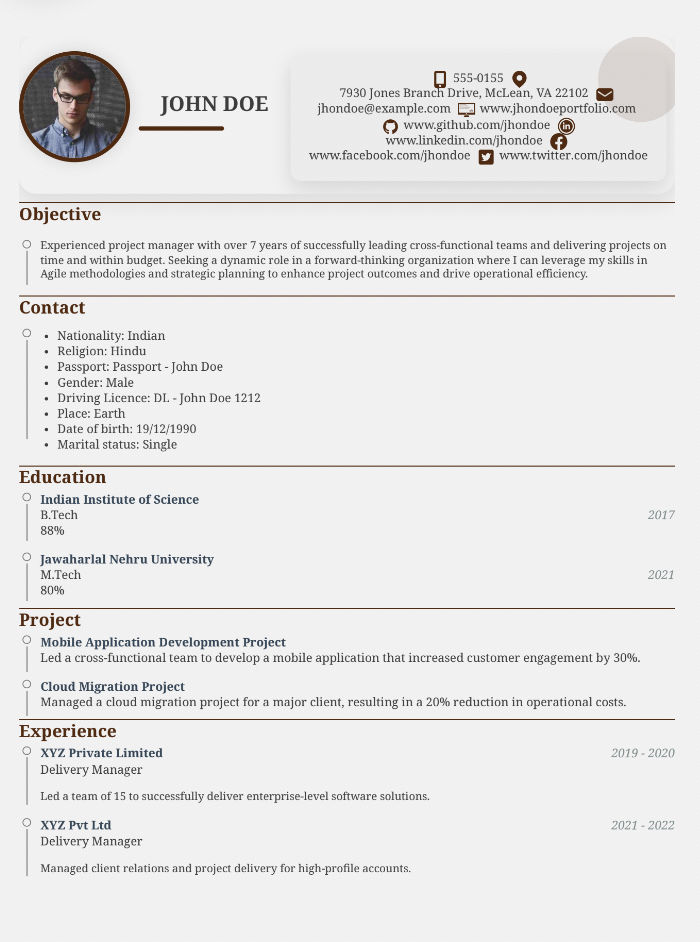 JOHN DOE
555-0155
7930 Jones Branch Drive, McLean, VA 22102
jhondoe@example.com www.jhondoeportfolio.com
www.github.com/jhondoe
www.linkedin.com/jhondoe
www.facebook.com/jhondoe www.twitter.com/jhondoe
Objective
Experienced project manager with over 7 years of successfully leading cross-functional teams and delivering projects on
time and within budget. Seeking a dynamic role in a forward-thinking organization where I can leverage my skills in
Agile methodologies and strategic planning to enhance project outcomes and drive operational efficiency.
Contact
• Nationality: Indian
• Religion: Hindu
• Passport: Passport - John Doe
• Gender: Male
• Driving Licence: DL - John Doe 1212
• Place: Earth
• Date of birth: 19/12/1990
• Marital status: Single
Education
Indian Institute of Science
B.Tech 2017
88%
Jawaharlal Nehru University
M.Tech 2021
80%
Project
Mobile Application Development Project
Led a cross-functional team to develop a mobile application that increased customer engagement by 30%.
Cloud Migration Project
Managed a cloud migration project for a major client, resulting in a 20% reduction in operational costs.
Experience
XYZ Private Limited 2019 - 2020
Delivery Manager
Led a team of 15 to successfully deliver enterprise-level software solutions.
XYZ Pvt Ltd 2021 - 2022
Delivery Manager
Managed client relations and project delivery for high-profile accounts.